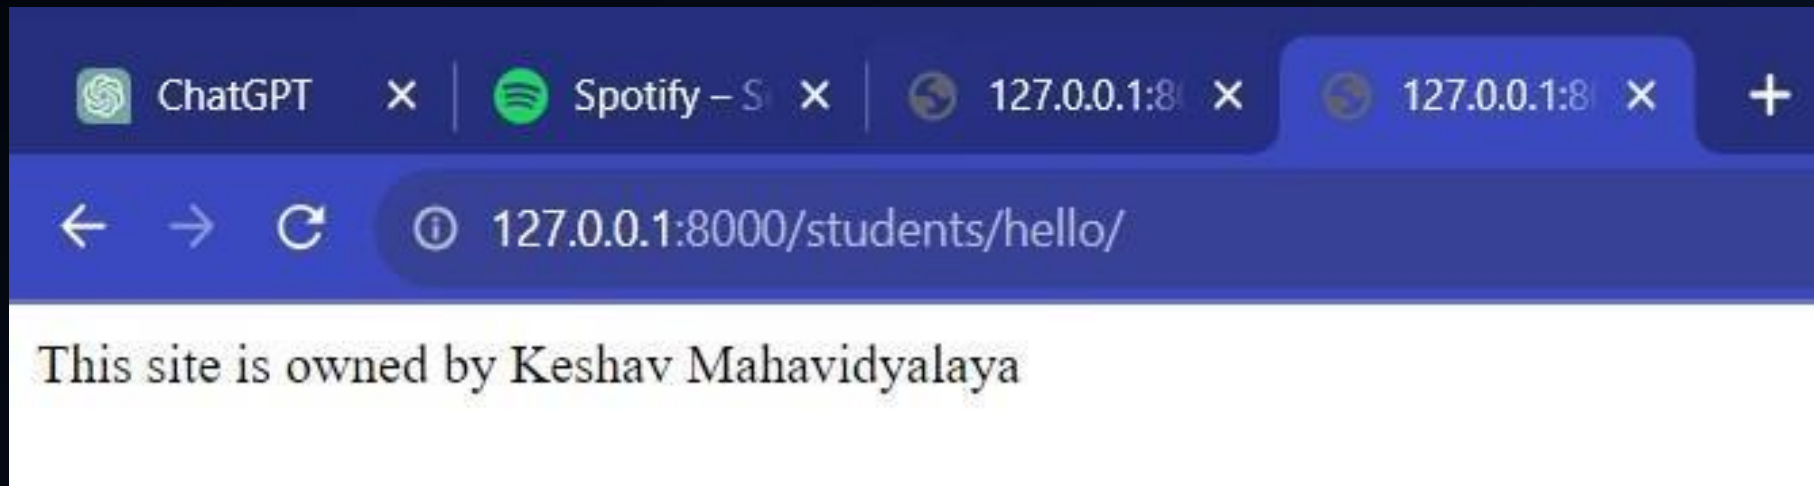 ChatGPT
Spotify – S
127.0.0.1:8
127.0.0.1:8
127.0.0.1:8000/students/hello/
This site is owned by Keshav Mahavidyalaya